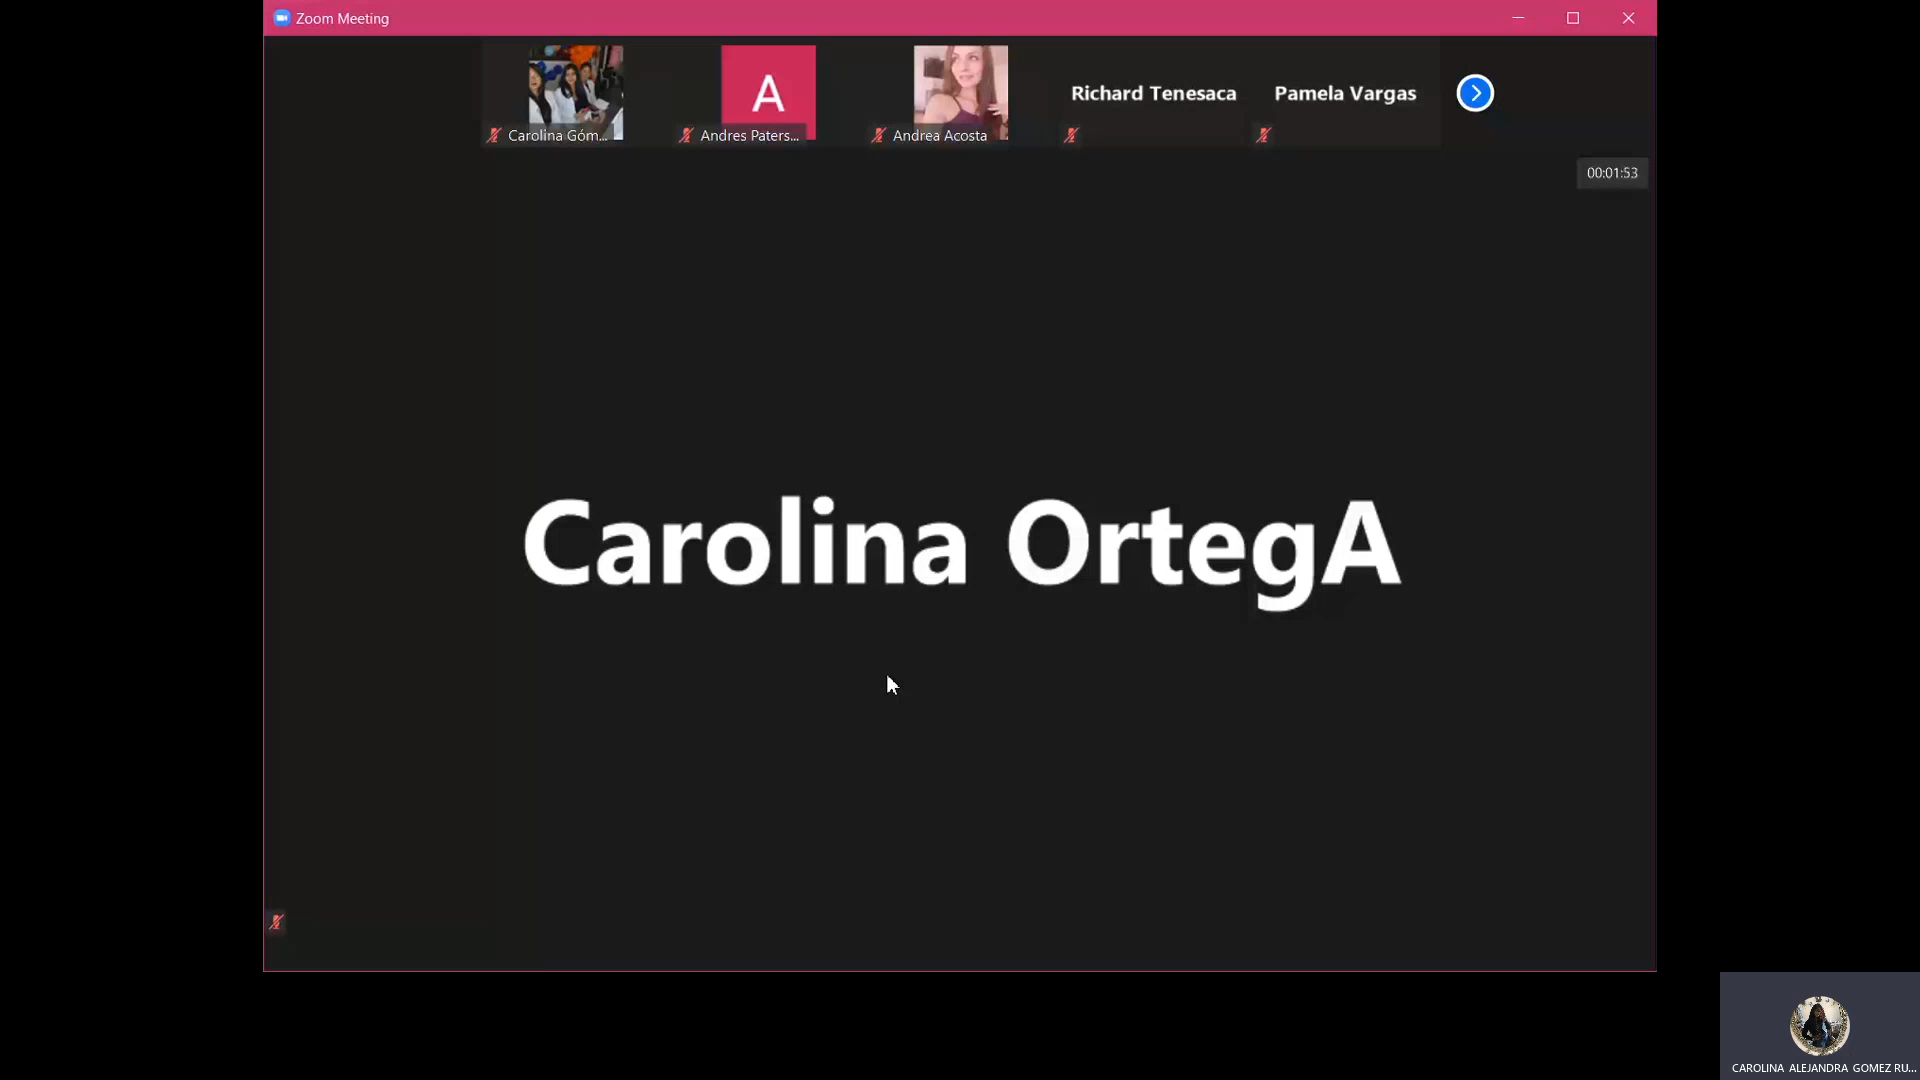 Zoom Meeting
A
Richard Tenesaca
Pamela Vargas
Carolina Góm...
Andres Paters...
Andrea Acosta
00:01:53
Carolina OrtegA
CAROLINA ALEJANDRA GOMEZ RU...